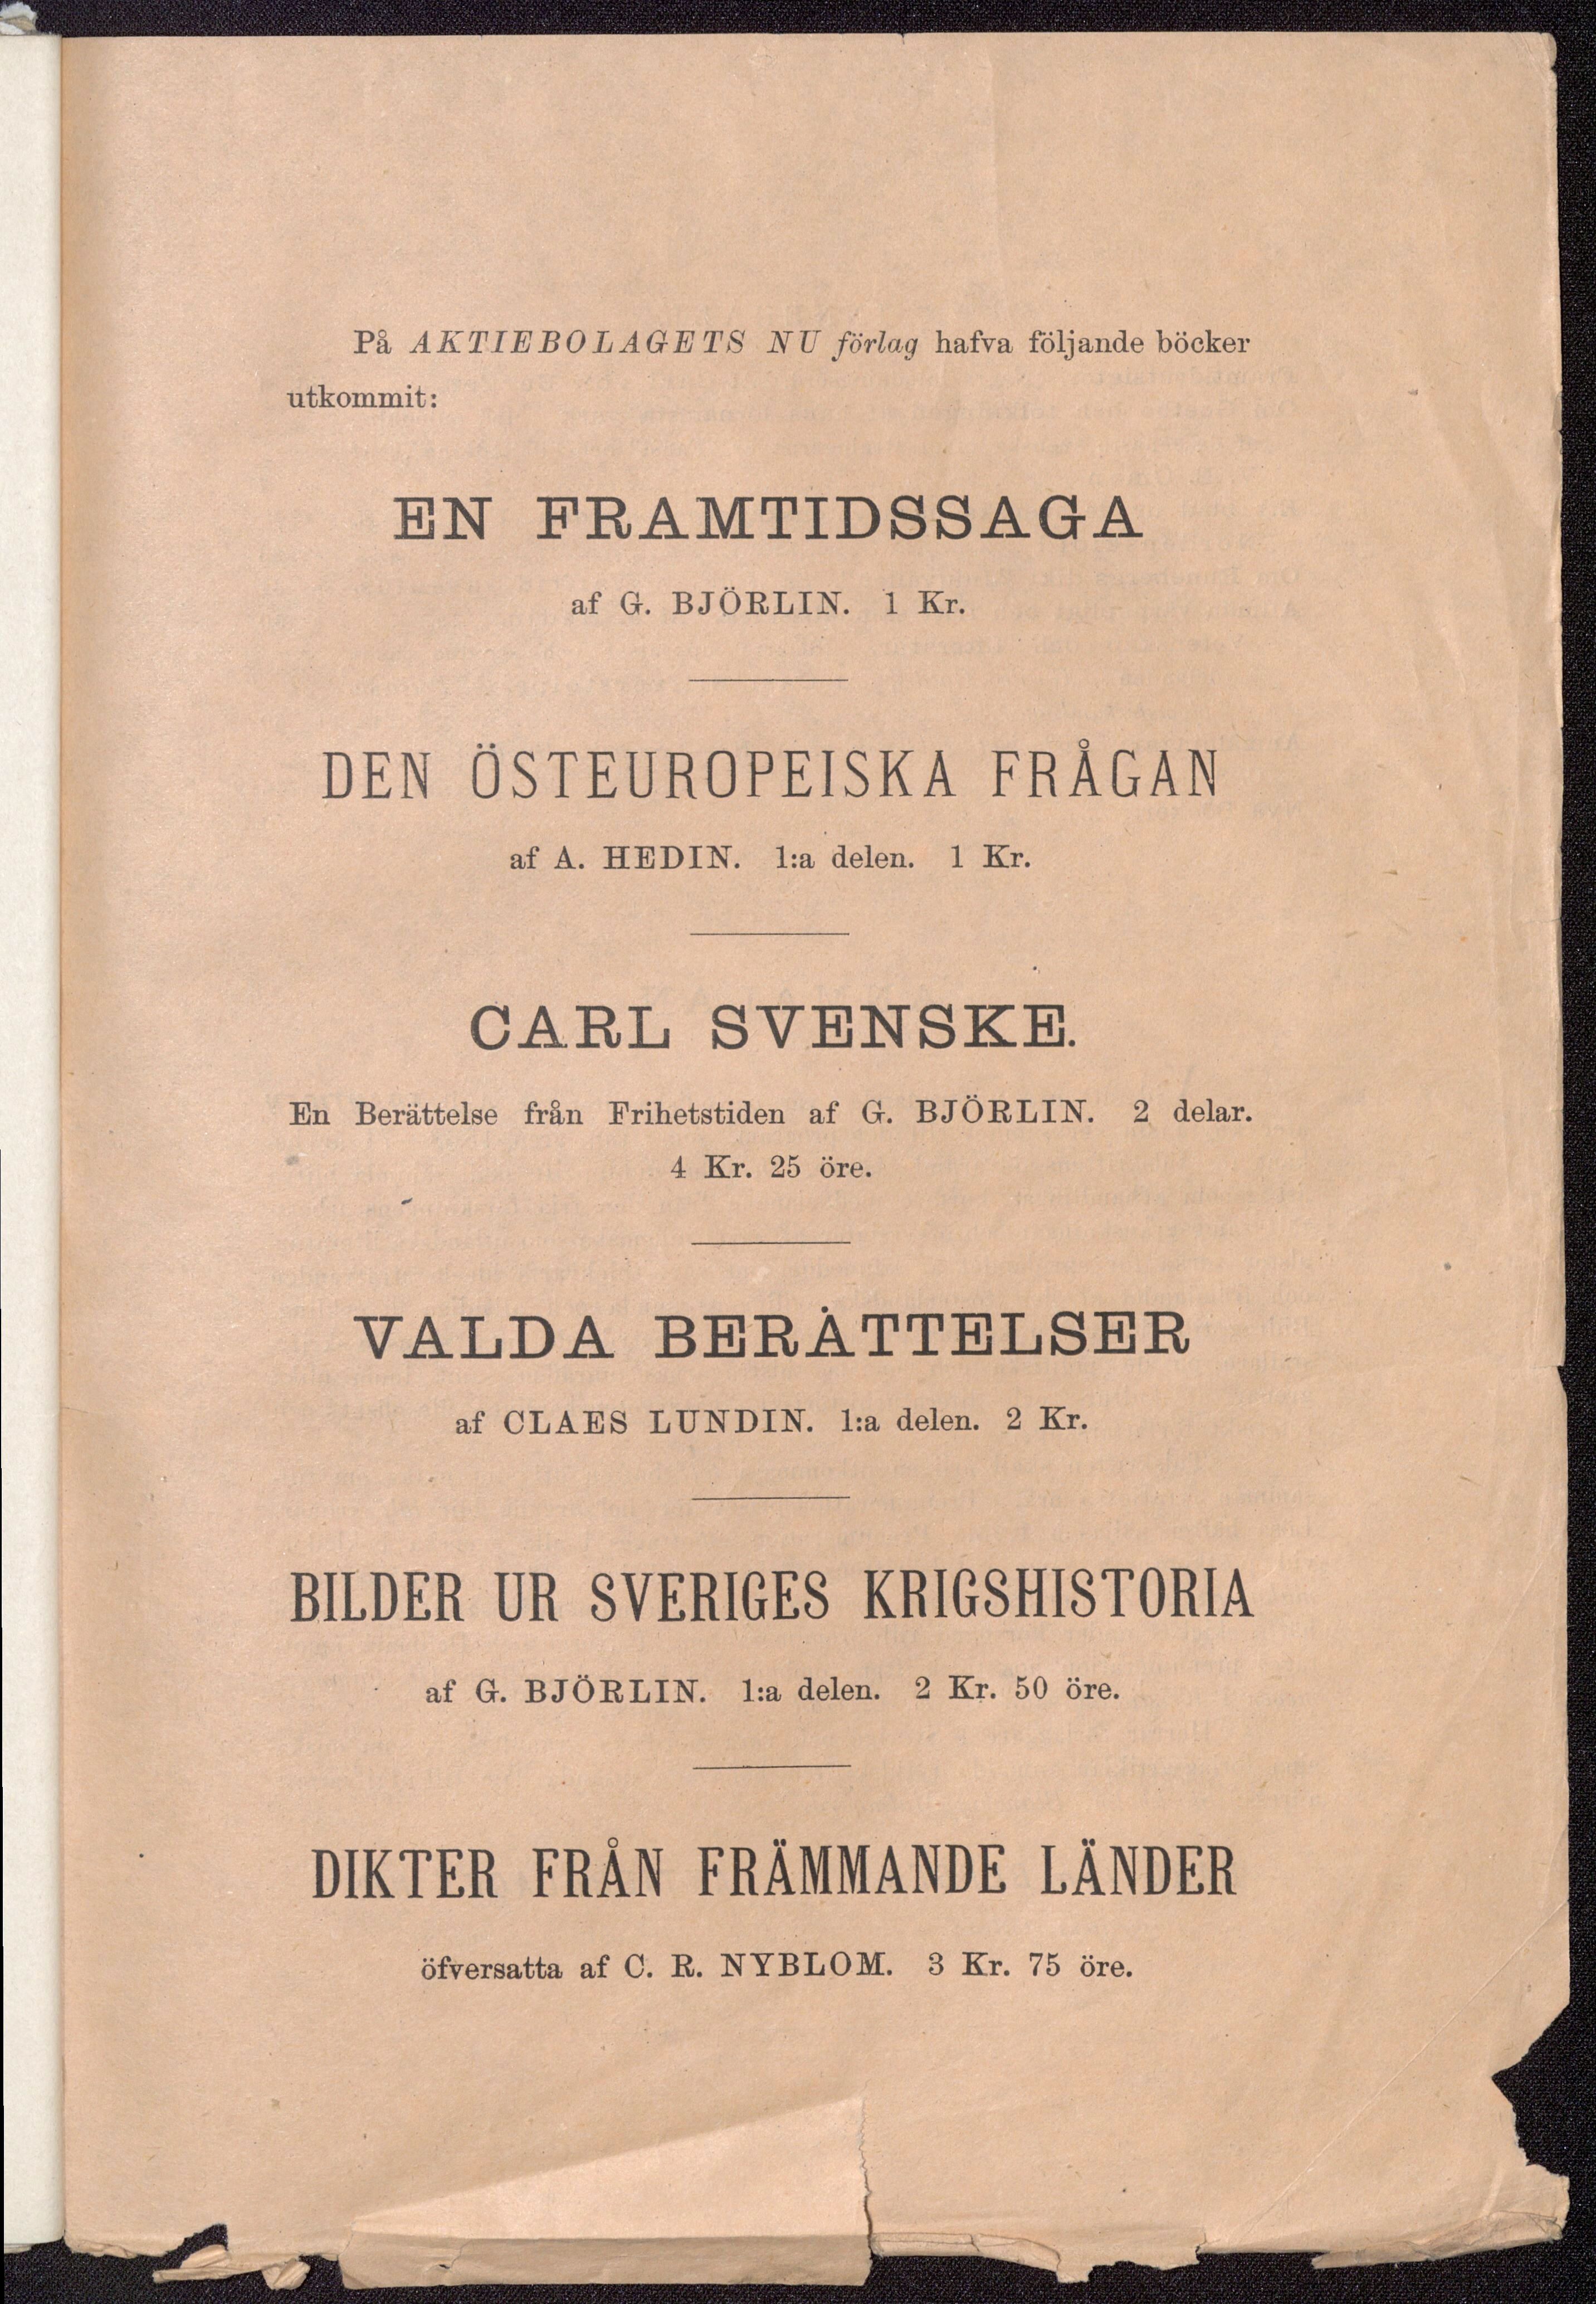 På AKTIEBOLAGETS NU förlag hafva följande böcker
utkommit:
EN FRAMTIDSSAGA
af G. BJÖRLIN. 1 Kr.
DEN ÖSTEUROPEISKA FRÅGAN
af A. HEDIN. 1:a delen. 1 Kr.
CARL SVENSKE.
En Berättelse från Frihetstiden af G. BJÖRLIN. 2 delar.
4 Kr. 25 öre.
VALDA BERÄTTELSER
af CLAES LUNDIN. 1:a delen. 2 Kr.
BILDER UR SVERIGES KRIGSHISTORIA
af G. BJÖRLIN. 1:a delen. 2 Kr. 50 öre.
DIKTER FRÅN FRÄMMANDE LÄNDER
öfversatta af C. R. NYBLOM. 3 Kr. 75 öre.